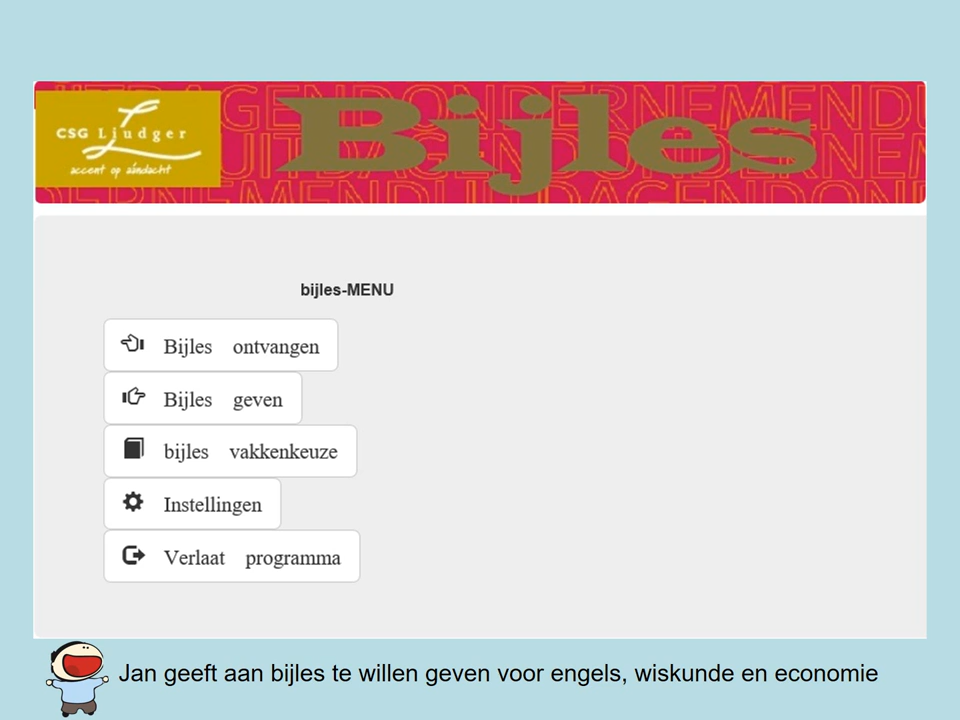 CSG Ljudger
accent op aandacht
Bijles
bijles-MENU
Bijles ontvangen
Bijles geven
bijles vakkenkeuze
Instellingen
Verlaat programma
Jan geeft aan bijles te willen geven voor engels, wiskunde en economie